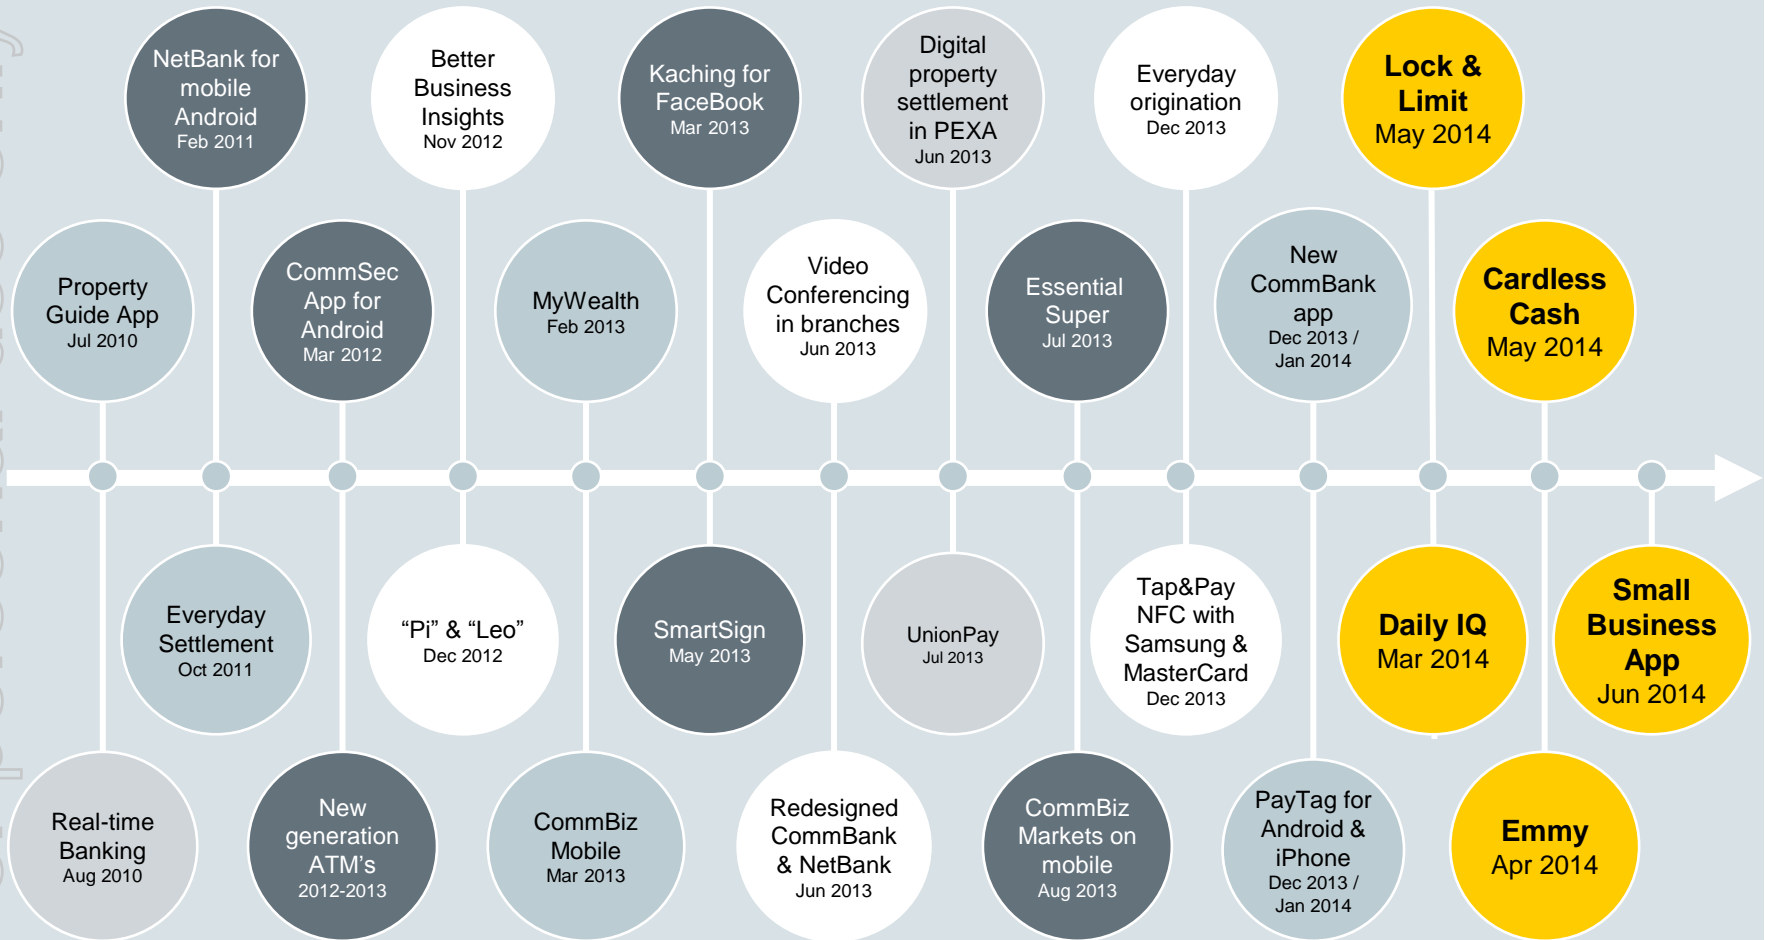 NetBank for
mobile
Android
Feb 2011
Better
Business
Insights
Nov 2012
Kaching for
FaceBook
Mar 2013
Digital
property
settlement
in PEXA
Jun 2013
Everyday
origination
Dec 2013
Lock &
Limit
May 2014
Property
Guide App
Jul 2010
CommSec
App for
Android
Mar 2012
MyWealth
Feb 2013
Video
Conferencing
in branches
Jun 2013
Essential
Super
Jul 2013
New
CommBank
app
Dec 2013 /
Jan 2014
Cardless
Cash
May 2014
Everyday
Settlement
Oct 2011
“Pi” & “Leo”
Dec 2012
SmartSign
May 2013
UnionPay
Jul 2013
Tap&Pay
NFC with
Samsung &
MasterCard
Dec 2013
Daily IQ
Mar 2014
Small
Business
App
Jun 2014
Real-time
Banking
Aug 2010
New
generation
ATM’s
2012-2013
CommBiz
Mobile
Mar 2013
Redesigned
CommBank
& NetBank
Jun 2013
CommBiz
Markets on
mobile
Aug 2013
PayTag for
Android &
iPhone
Dec 2013 /
Jan 2014
Emmy
Apr 2014